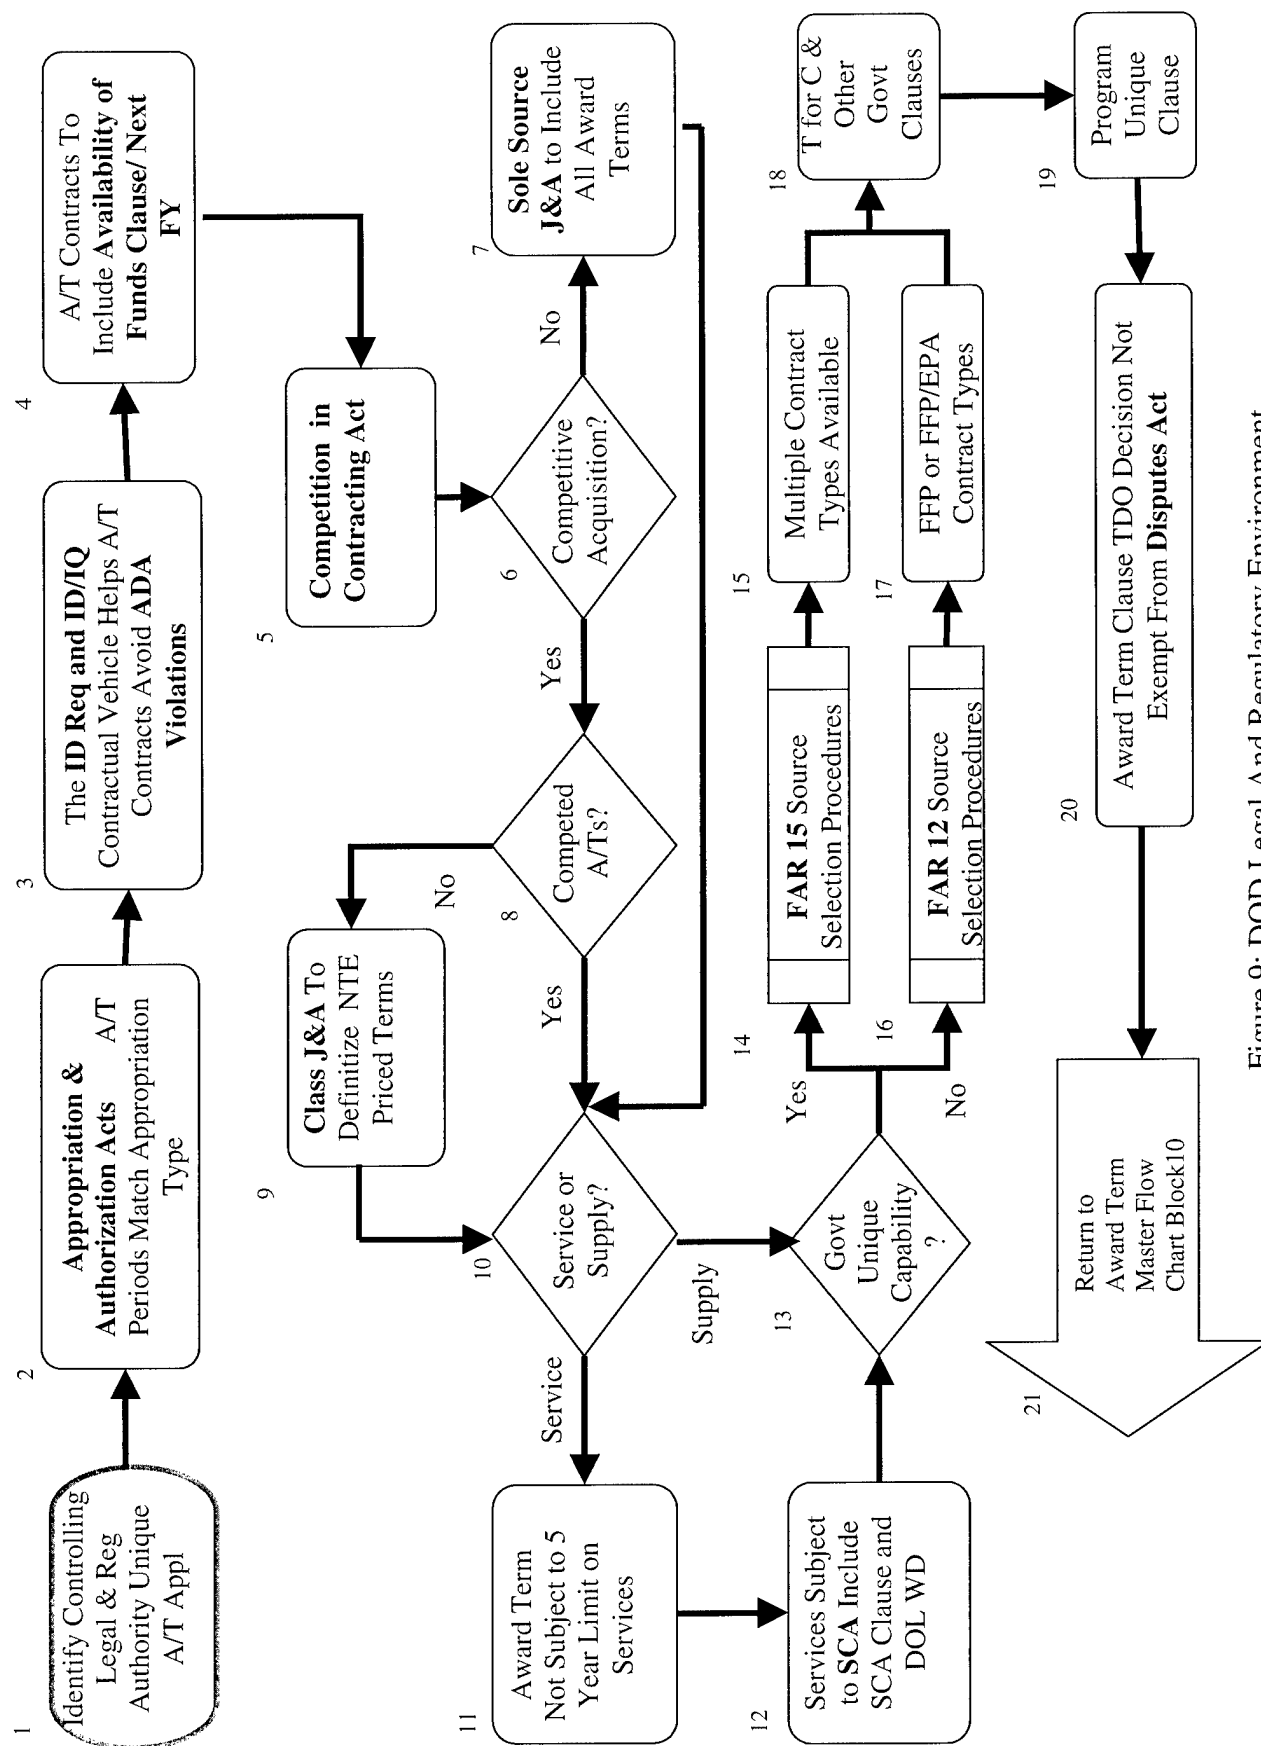 1
Identify Controlling
Legal & Reg
Authority Unique
A/T Appl
2
Appropriation &
Authorization Acts A/T
Periods Match Appropriation
Type
3
The ID Req and ID/IQ
Contractual Vehicle Helps A/T
Contracts Avoid ADA
Violations
4
A/T Contracts To
Include Availability of
Funds Clause/ Next
FY
5
Competition in
Contracting Act
6
Competitive
Acquisition?
No
Yes
7
Sole Source
J&A to Include
All Award
Terms
8
Competed
A/Ts?
No
Yes
9
Class J&A To
Definitize NTE
Priced Terms
10
Service or
Supply?
Service
Supply
11
Award Term
Not Subject to 5
Year Limit on
Services
12
Services Subject
to SCA Include
SCA Clause and
DOL WD
13
Govt
Unique
Capability
?
Yes
No
14
FAR 15 Source
Selection Procedures
15
Multiple Contract
Types Available
16
FAR 12 Source
Selection Procedures
17
FFP or FFP/EPA
Contract Types
18
T for C &
Other
Govt
Clauses
19
Program
Unique
Clause
20
Award Term Clause TDO Decision Not
Exempt From Disputes Act
21
Return to
Award Term
Master Flow
Chart Block10
Figure 9: DOD Legal And Regulatory Environment